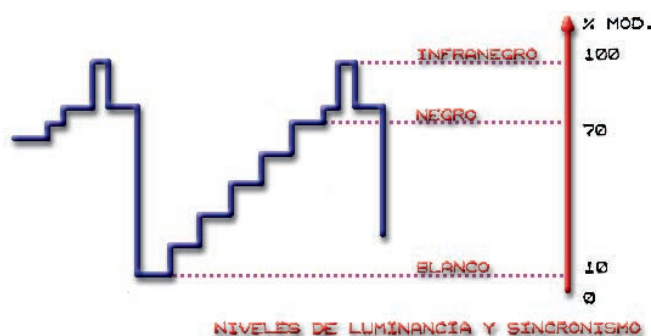 % MOD.
INFRANEGRO 100
NEGRO 70
BLANCO 10
0
NIVELES DE LUMINANCIA Y SINCRONISMO